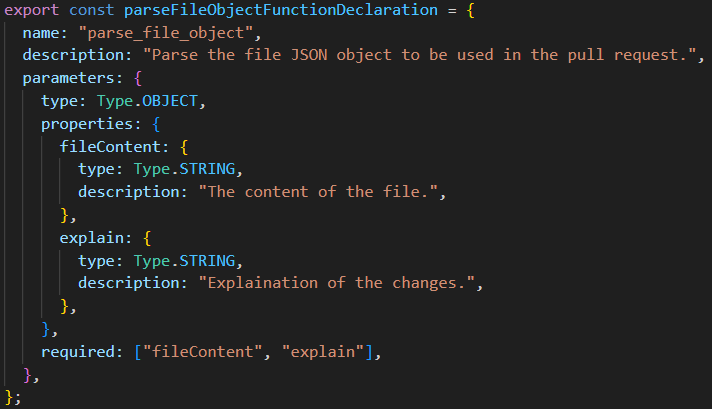 export const parseFileObjectFunctionDeclaration = {
  name: "parse_file_object",
  description: "Parse the file JSON object to be used in the pull request.",
  parameters: {
    type: Type.OBJECT,
    properties: {
      fileContent: {
        type: Type.STRING,
        description: "The content of the file.",
      },
      explain: {
        type: Type.STRING,
        description: "Explaination of the changes.",
      },
    },
    required: ["fileContent", "explain"],
  },
};